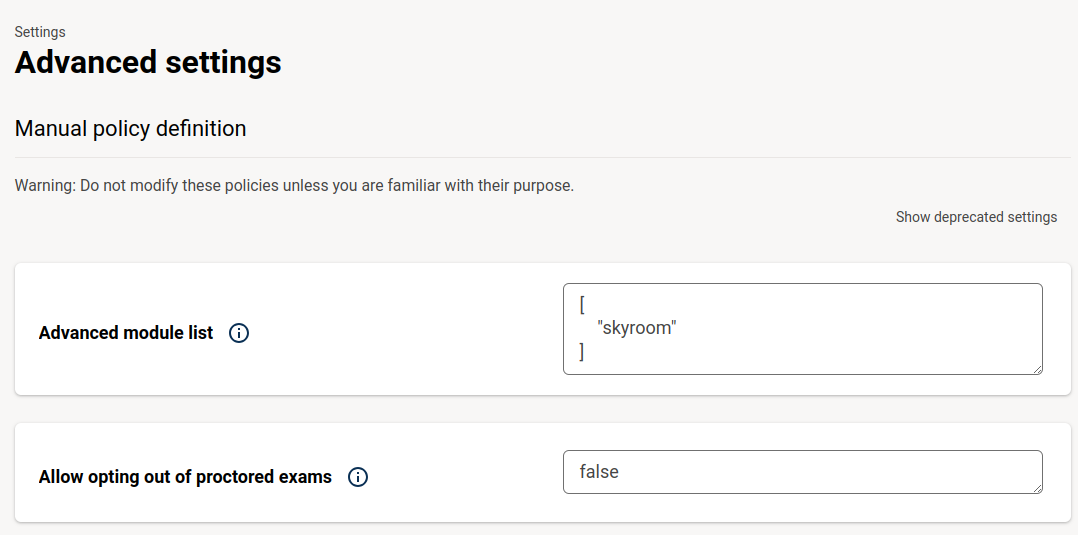 Settings
Advanced settings
Manual policy definition
Warning: Do not modify these policies unless you are familiar with their purpose.
Show deprecated settings
Advanced module list
[
"skyroom"
]
Allow opting out of proctored exams
false